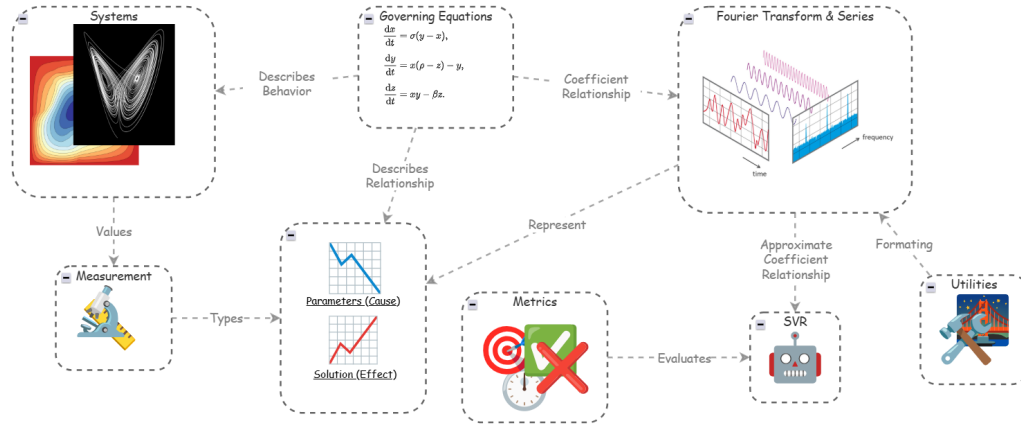 Systems
Governing Equations
dx/dt = σ(y − x),
dy/dt = x(ρ − z) − y,
dz/dt = xy − βz.
Fourier Transform & Series
frequency
time
Describes
Behavior
Coefficient
Relationship
Describes
Relationship
Values
Represent
Approximate
Coefficient
Relationship
Formating
Measurement
Types
Parameters (Cause)
Solution (Effect)
Metrics
Evaluates
SVR
Utilities